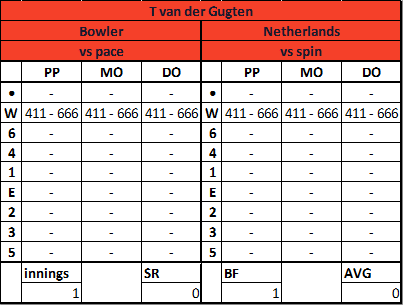 T van der Gugten
Bowler Netherlands
vs pace vs spin
PP MO DO PP MO DO
• - - - • - - -
W 411 - 666 411 - 666 411 - 666 W 411 - 666 411 - 666 411 - 666
6 - - - 6 - - -
4 - - - 4 - - -
1 - - - 1 - - -
E - - - E - - -
2 - - - 2 - - -
3 - - - 3 - - -
5 - - - 5 - - -
innings SR BF AVG
1 0 1 0